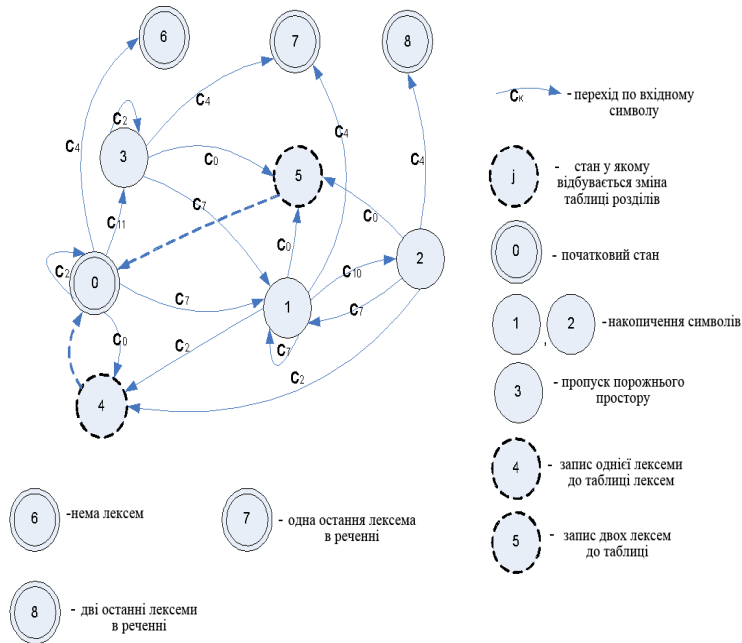 6
7
8
C4
C4
C2
3
C0
C4
5
C4
C7
C0
C11
C0
C2
0
C7
C10
2
1
C7
C0
C2
C7
C2
4
Cк - перехід по вхідному
символу
j - стан у якому
відбувається зміна
таблиці розділів
0 - початковий стан
1 , 2 -накопичення символів
3 - пропуск порожнього
простору
4 - запис однієї лексеми
до таблиці лексем
5 - запис двох лексем
до таблиці
6 -нема лексем
7 - одна остання лексема
в реченні
8 - дві останні лексеми
в реченні